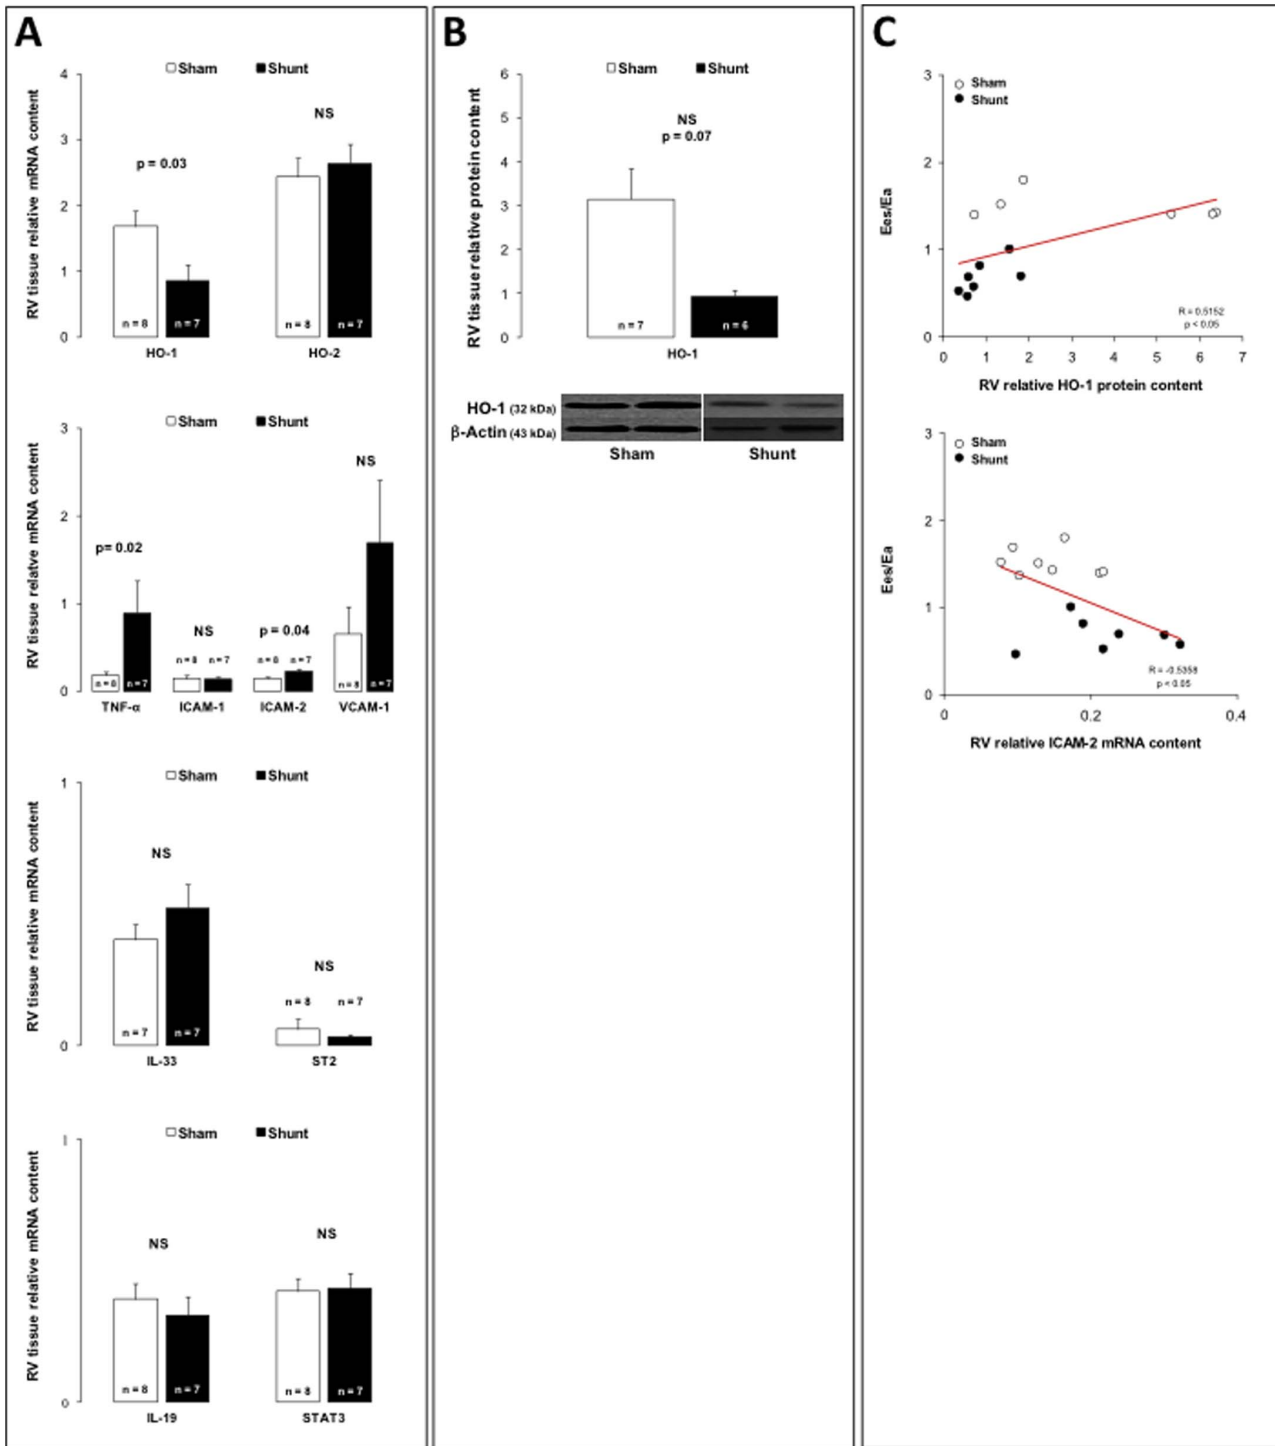 A
Sham Shunt
4
3
2
1
0
RV tissue relative mRNA content
p = 0.03
NS
n = 8
n = 7
n = 8
n = 7
HO-1
HO-2
Sham Shunt
3
2
1
0
RV tissue relatve mRNA content
p= 0.02
NS
p = 0.04
NS
n = 8
n = 7
n = 8
n = 7
n = 8
n = 7
n = 8
n = 7
TNF-α
ICAM-1
ICAM-2
VCAM-1
Sham Shunt
1
0
RV tissue relative mRNA content
NS
NS
n = 7
n = 7
n = 8
n = 7
IL-33
ST2
Sham Shunt
1
0
RV tissue relative mRNA content
NS
NS
n = 8
n = 7
n = 8
n = 7
IL-19
STAT3
B
Sham Shunt
6
5
4
3
2
1
0
RV tissue relative protein content
NS
p = 0.07
n = 7
n = 6
HO-1
HO-1 (32 kDa)
β-Actin (43 kDa)
Sham
Shunt
C
Sham
Shunt
3
2
1
0
Ees/Ea
R = 0.5152
p < 0.05
0 1 2 3 4 5 6 7
RV relative HO-1 protein content
Sham
Shunt
3
2
1
0
Ees/Ea
R = -0.5358
p < 0.05
0 0.2 0.4
RV relative ICAM-2 mRNA content